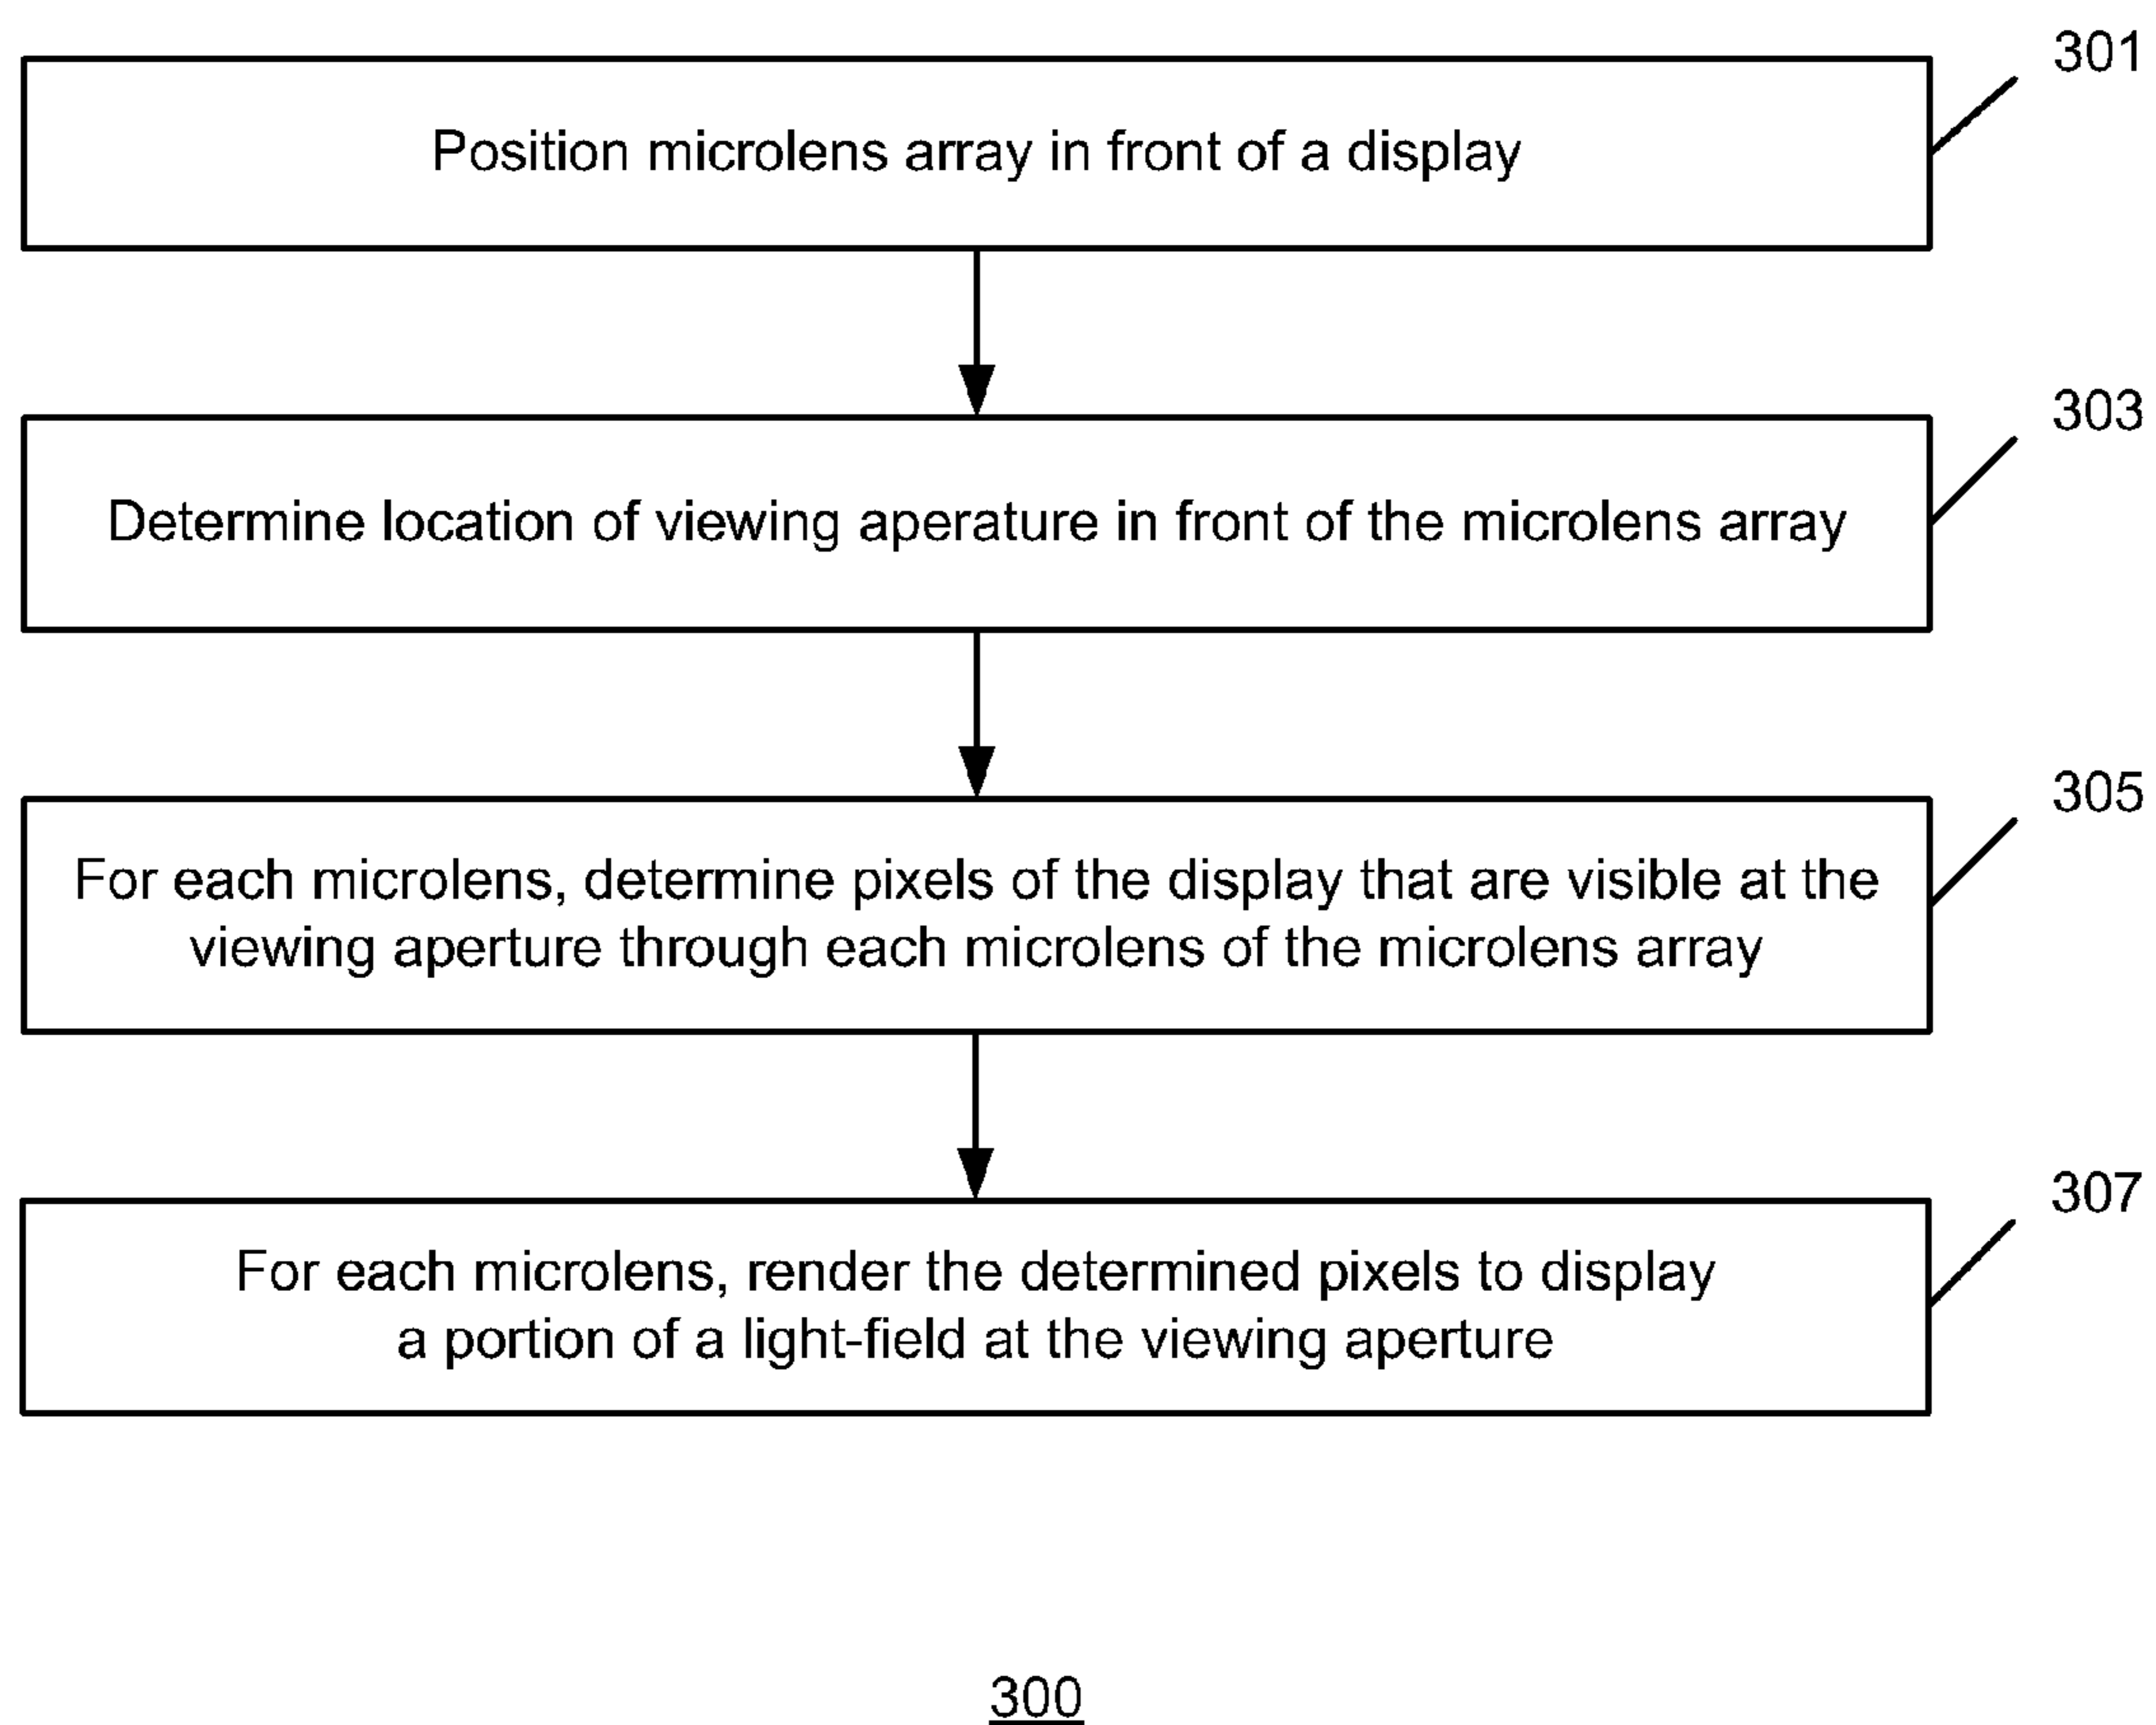 301
Position microlens array in front of a display
303
Determine location of viewing aperature in front of the microlens array
305
For each microlens, determine pixels of the display that are visible at the
viewing aperture through each microlens of the microlens array
307
For each microlens, render the determined pixels to display
a portion of a light-field at the viewing aperture
300